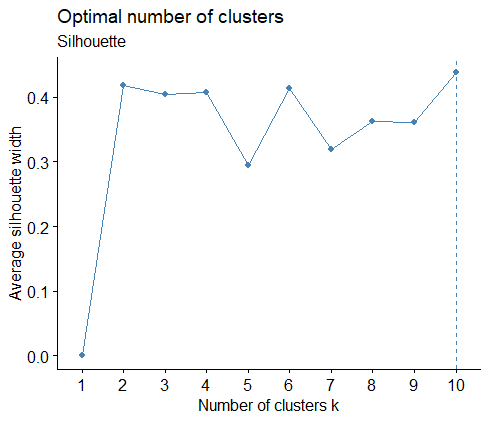 Optimal number of clusters
Silhouette
Average silhouette width
0.4
0.3
0.2
0.1
0.0
1 2 3 4 5 6 7 8 9 10
Number of clusters k